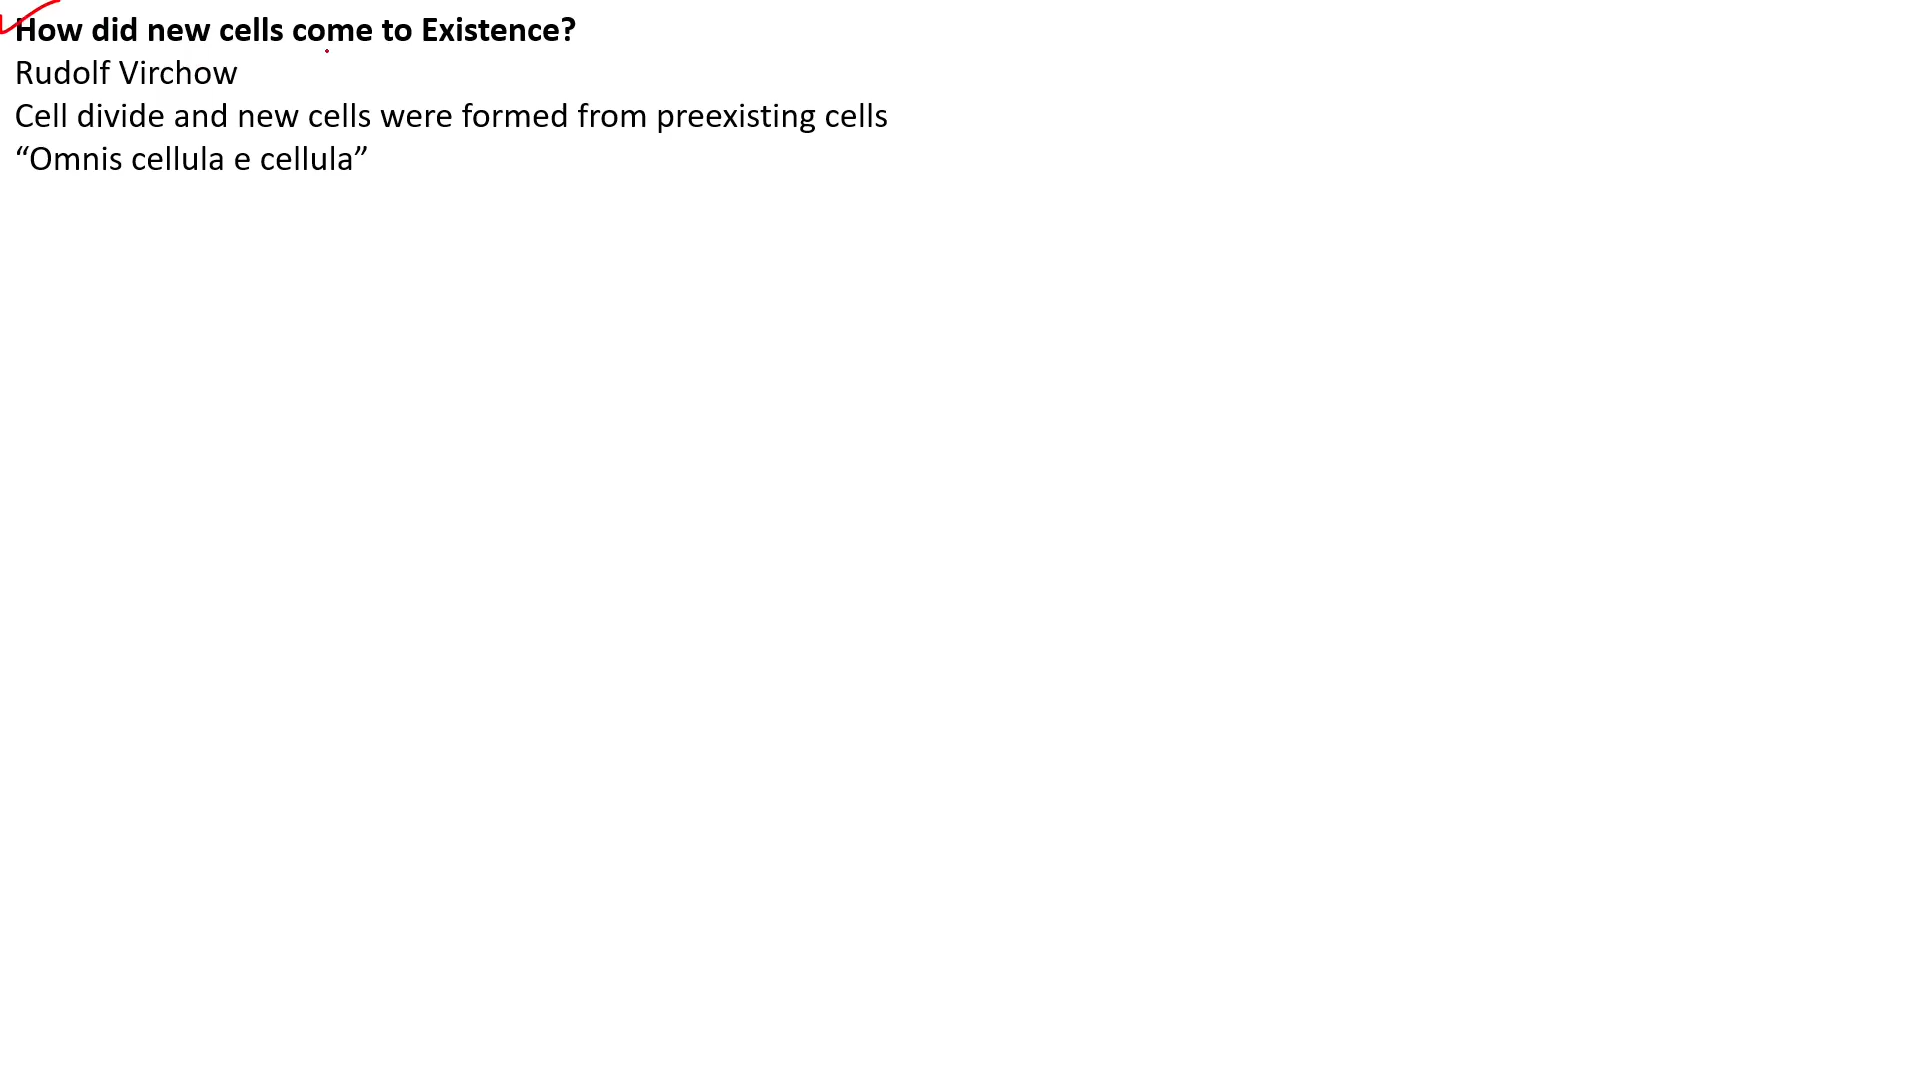 How did new cells come to Existence?
Rudolf Virchow
Cell divide and new cells were formed from preexisting cells
“Omnis cellula e cellula”